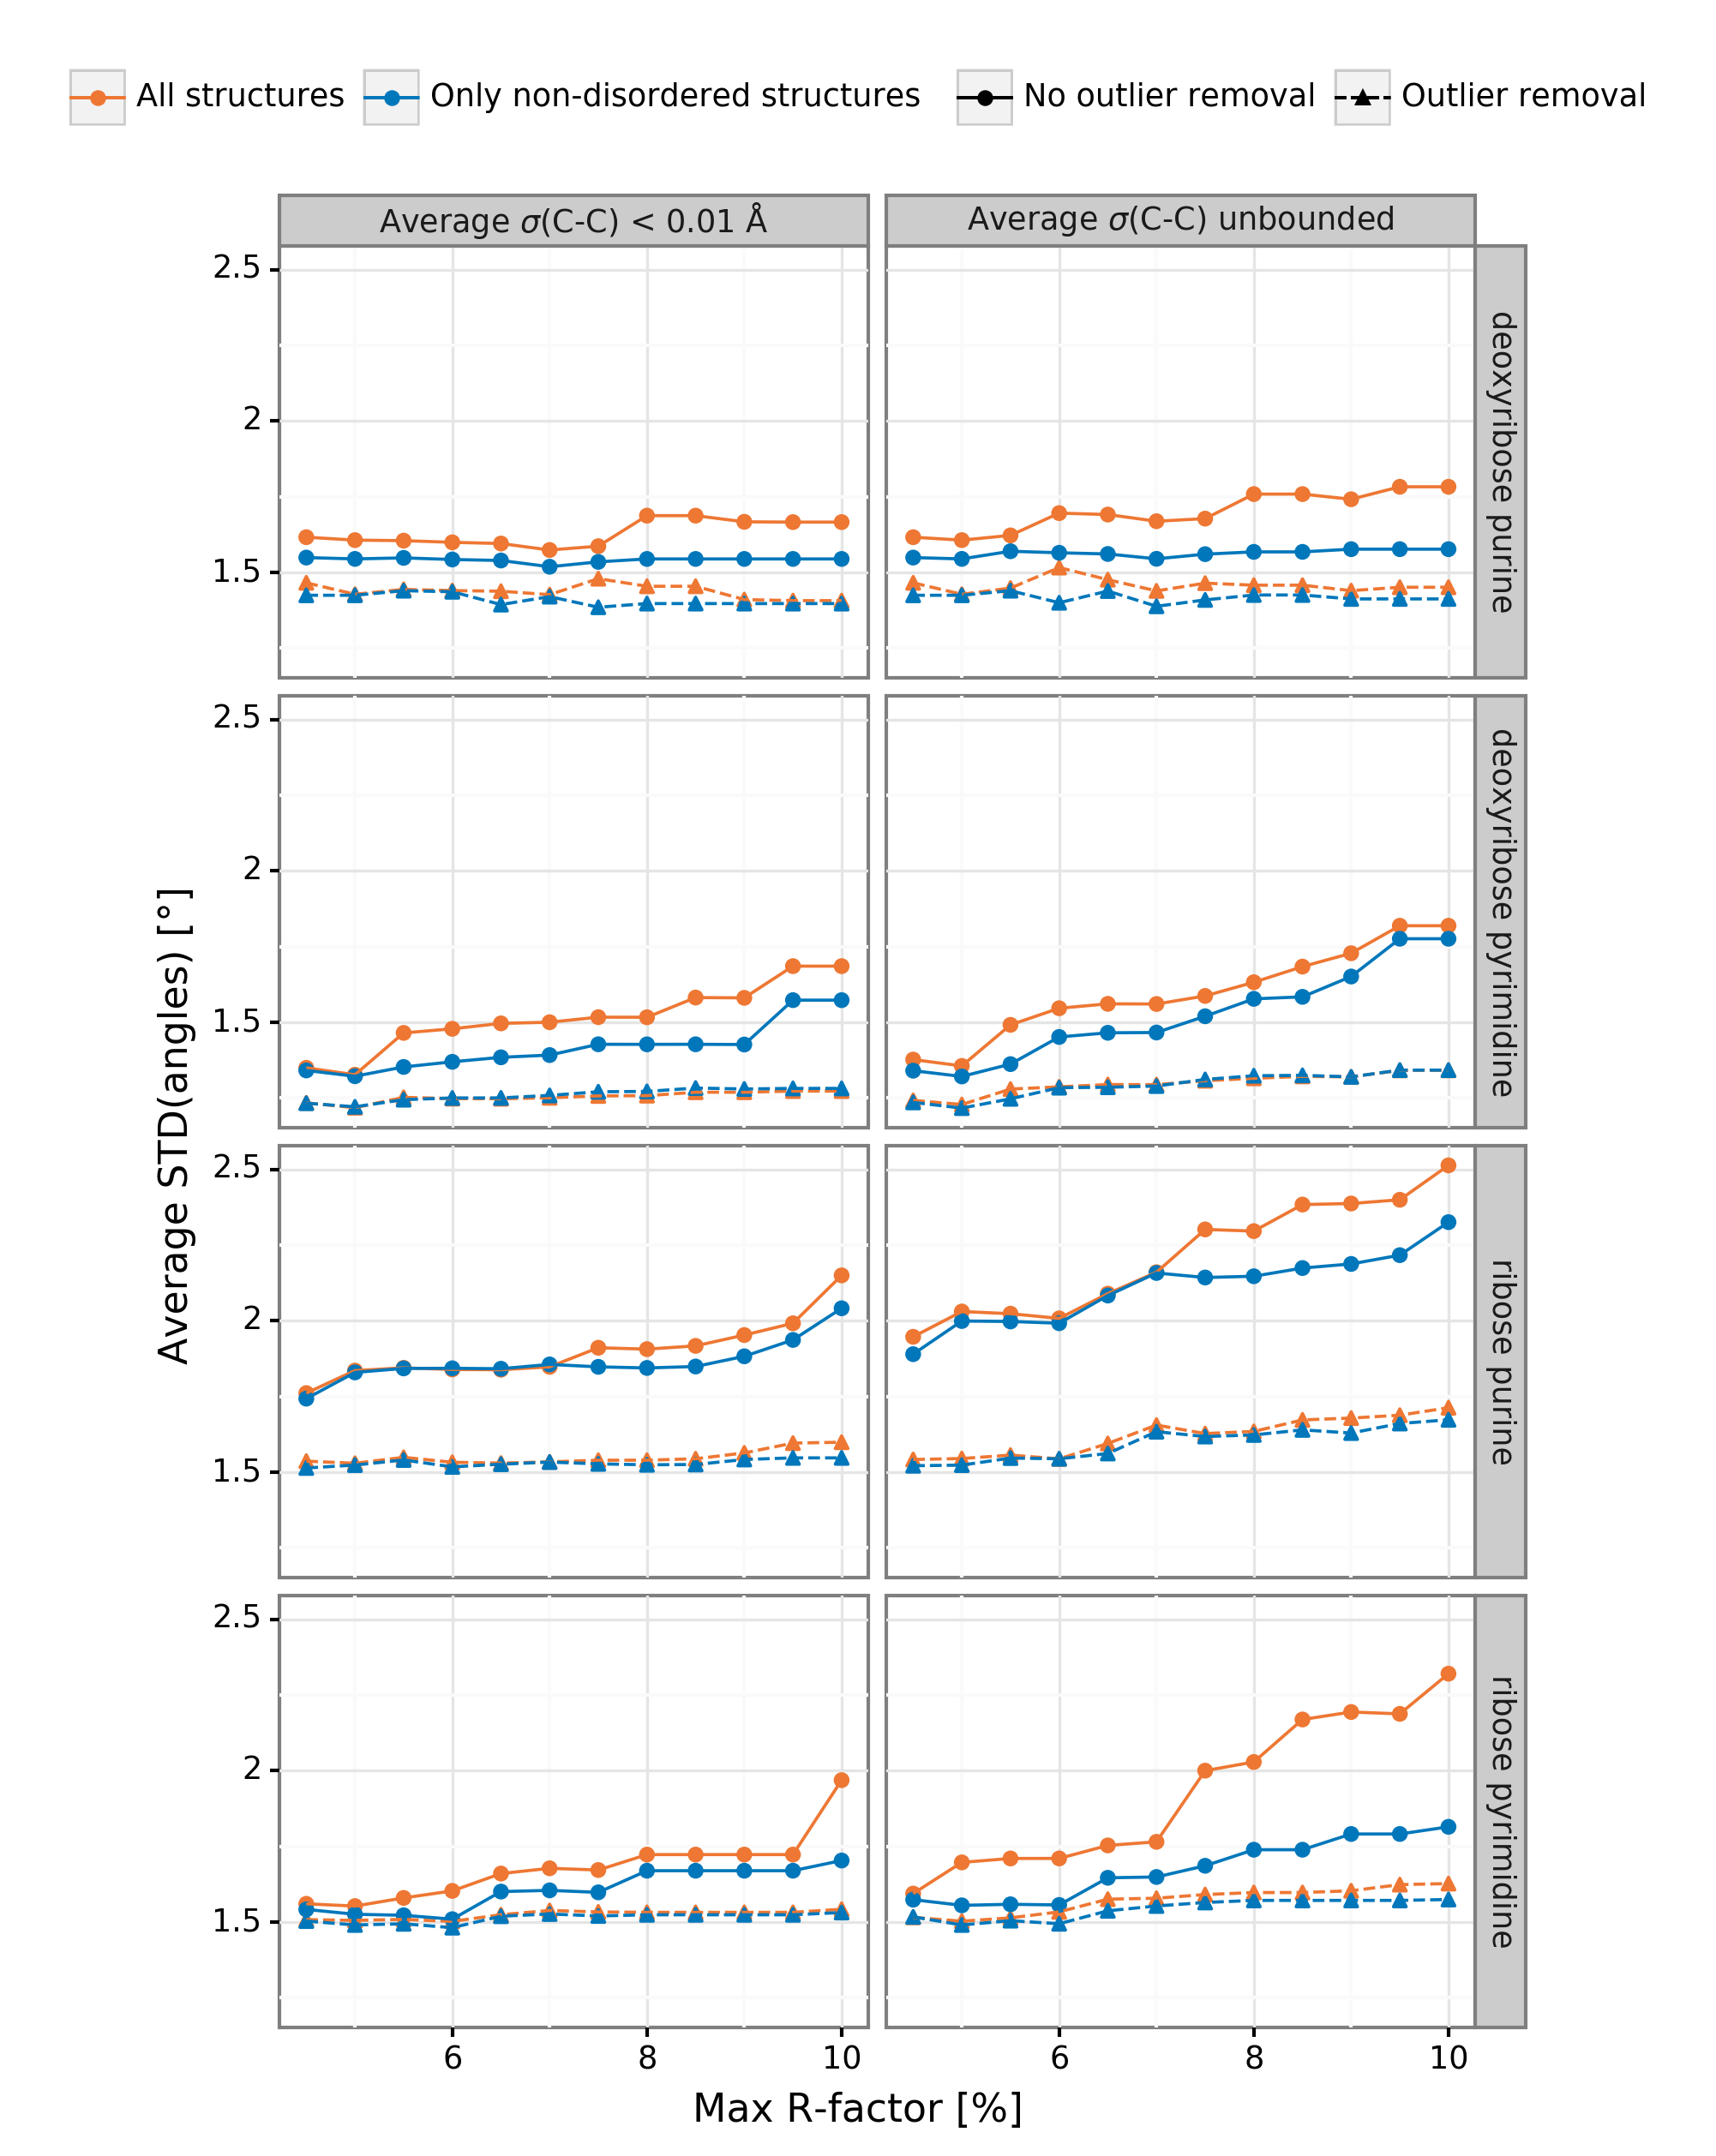 All structures Only non-disordered structures No outlier removal Outlier removal
Average σ(C-C) < 0.01 Å Average σ(C-C) unbounded
2.5
2
1.5
deoxyribose purine
2.5
2
1.5
deoxyribose pyrimidine
Average STD(angles) [°]
2.5
2
1.5
ribose purine
2.5
2
1.5
ribose pyrimidine
6 8 10 6 8 10
Max R-factor [%]